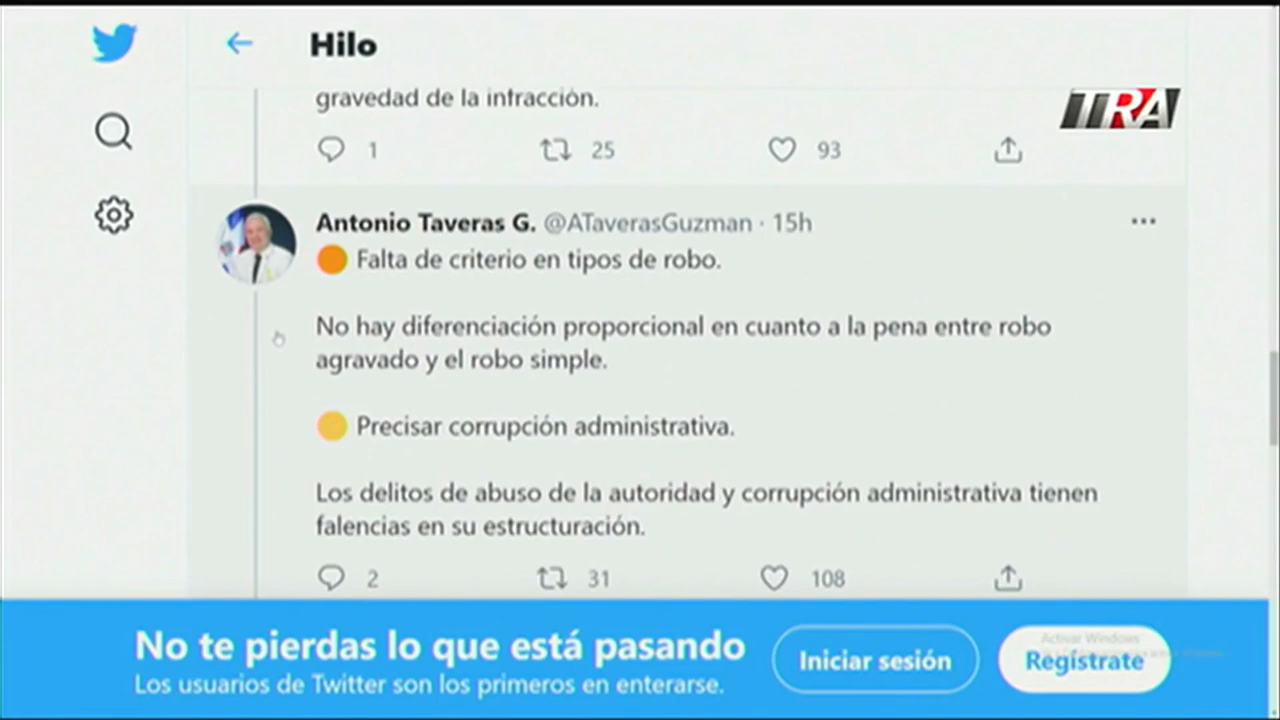 Hilo
gravedad de la infracción.
1 25 93
TRA
Antonio Taveras G. @ATaverasGuzman · 15h
Falta de criterio en tipos de robo.
No hay diferenciación proporcional en cuanto a la pena entre robo
agravado y el robo simple.
Precisar corrupción administrativa.
Los delitos de abuso de la autoridad y corrupción administrativa tienen
falencias en su estructuración.
2 31 108
No te pierdas lo que está pasando
Los usuarios de Twitter son los primeros en enterarse.
Iniciar sesión
Activar Windows
Regístrate